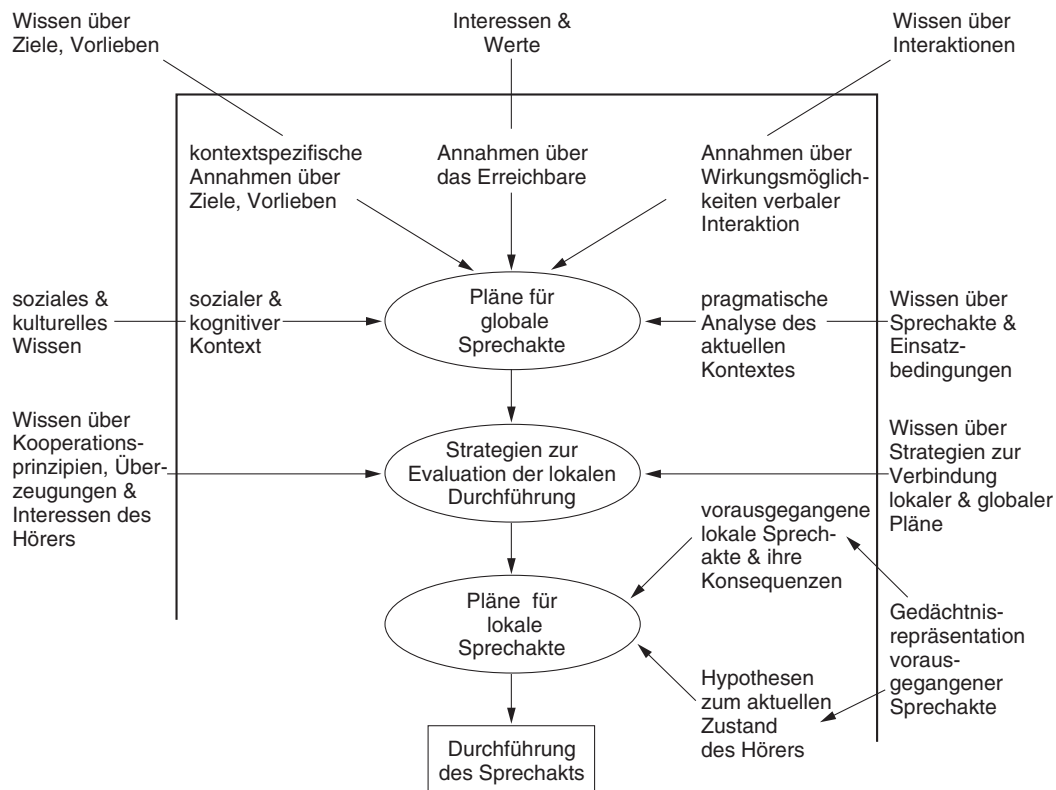 Wissen über
Ziele, Vorlieben
Interessen &
Werte
Wissen über
Interaktionen
kontextspezifische
Annahmen über
Ziele, Vorlieben
Annahmen über
das Erreichbare
Annahmen über
Wirkungsmöglich-
keiten verbaler
Interaktion
soziales &
kulturelles
Wissen
sozialer &
kognitiver
Kontext
Pläne für
globale
Sprechakte
pragmatische
Analyse des
aktuellen
Kontextes
Wissen über
Sprechakte &
Einsatz-
bedingungen
Wissen über
Kooperations-
prinzipien, Über-
zeugungen &
Interessen des
Hörers
Strategien zur
Evaluation der lokalen
Durchführung
Wissen über
Strategien zur
Verbindung
lokaler & globaler
Pläne
vorausgegangene
lokale Sprech-
akte & ihre
Konsequenzen
Pläne für
lokale
Sprechakte
Gedächtnis-
repräsentation
voraus-
gegangener
Sprechakte
Hypothesen
zum aktuellen
Zustand
des Hörers
Durchführung
des Sprechakts